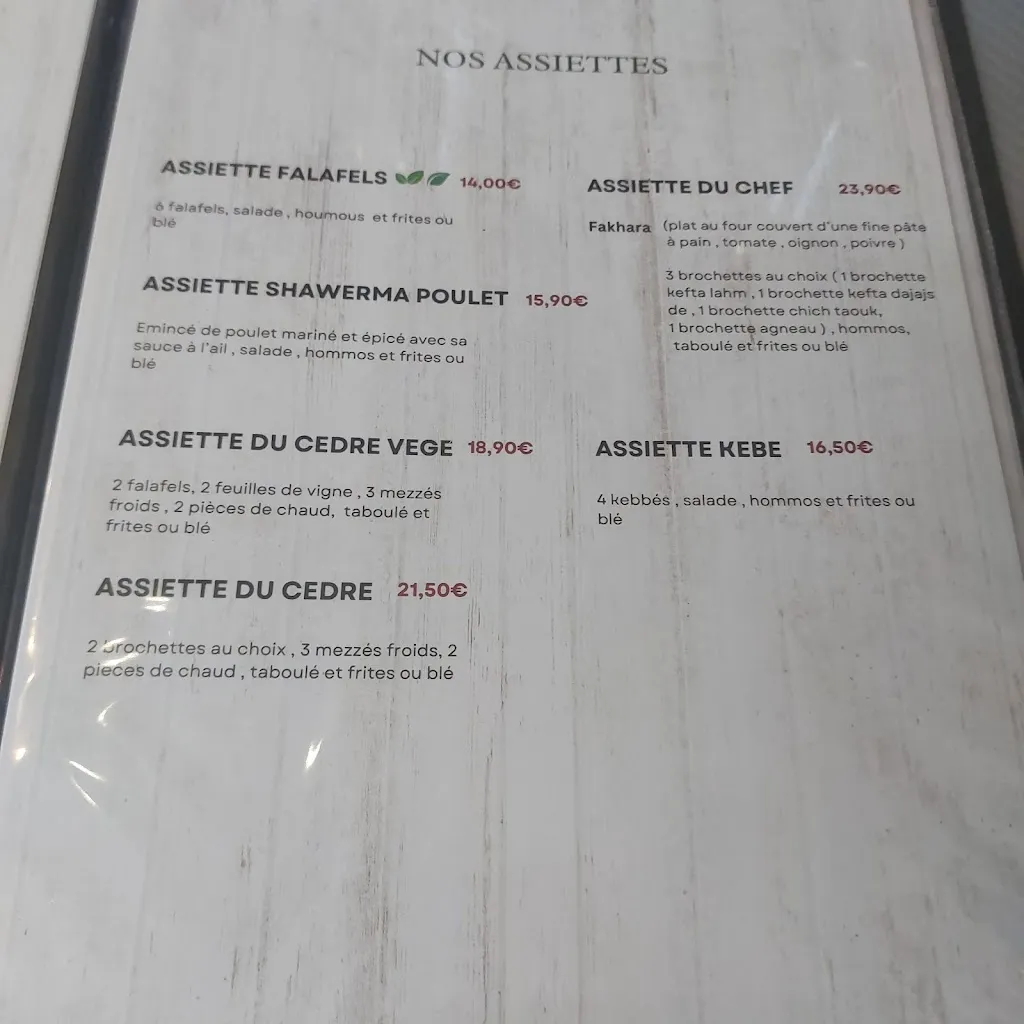 NOS ASSIETTES
ASSIETTE FALAFELS 14,00€
6 falafels, salade , houmous et frites ou
blé
ASSIETTE SHAWERMA POULET 15,90€
Emincé de poulet mariné et épicé avec sa
sauce à l'ail , salade , hommos et frites ou
blé
ASSIETTE DU CEDRE VEGE 18,90€
2 falafels, 2 feuilles de vigne , 3 mezzés
froids , 2 pièces de chaud, taboulé et
frites ou blé
ASSIETTE DU CEDRE 21,50€
2 brochettes au choix , 3 mezzés froids, 2
pieces de chaud , taboulé et frites ou blé
ASSIETTE DU CHEF 23,90€
Fakhara (plat au four couvert d'une fine pâte
à pain , tomate , oignon , poivre )
3 brochettes au choix ( 1 brochette
kefta lahm , 1 brochette kefta dajajs
de , 1 brochette chich taouk,
1 brochette agneau ) , hommos,
taboulé et frites ou blé
ASSIETTE KEBE 16,50€
4 kebbés , salade , hommos et frites ou
blé